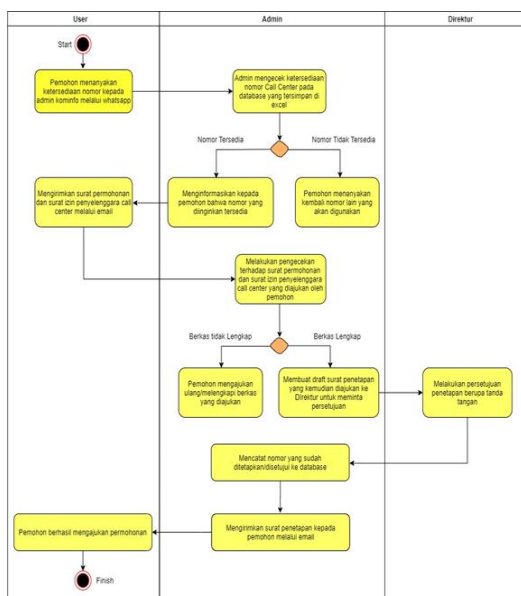 User
Admin
Direktur
Start
Pemohon menanyakan
ketersediaan nomor kepada
admin kominfo melalui whatsapp
Admin mengecek ketersediaan
nomor Call Center pada
database yang tersimpan di
excel
Nomor Tersedia
Nomor Tidak Tersedia
Mengirimkan surat permohonan
dan surat izin penyelenggara call
center melalui email
Menginformasikan kepada
pemohon bahwa nomor yang
diinginkan tersedia
Pemohon menanyakan
kembali nomor lain yang
akan digunakan
Melakukan pengecekan
terhadap surat permohonan
dan surat izin penyelenggara
call center yang diajukan oleh
pemohon
Berkas tidak Lengkap
Berkas Lengkap
Pemohon mengajukan
ulang/melengkapi berkas
yang diajukan
Membuat draft surat penetapan
yang kemudian diajukan ke
Direktur untuk meminta
persetujuan
Melakukan persetujuan
penetapan berupa tanda
tangan
Mencatat nomor yang sudah
ditetapkan/disetujui ke database
Pemohon berhasil mengajukan permohonan
Mengirimkan surat penetapan kepada
pemohon melalui email
Finish